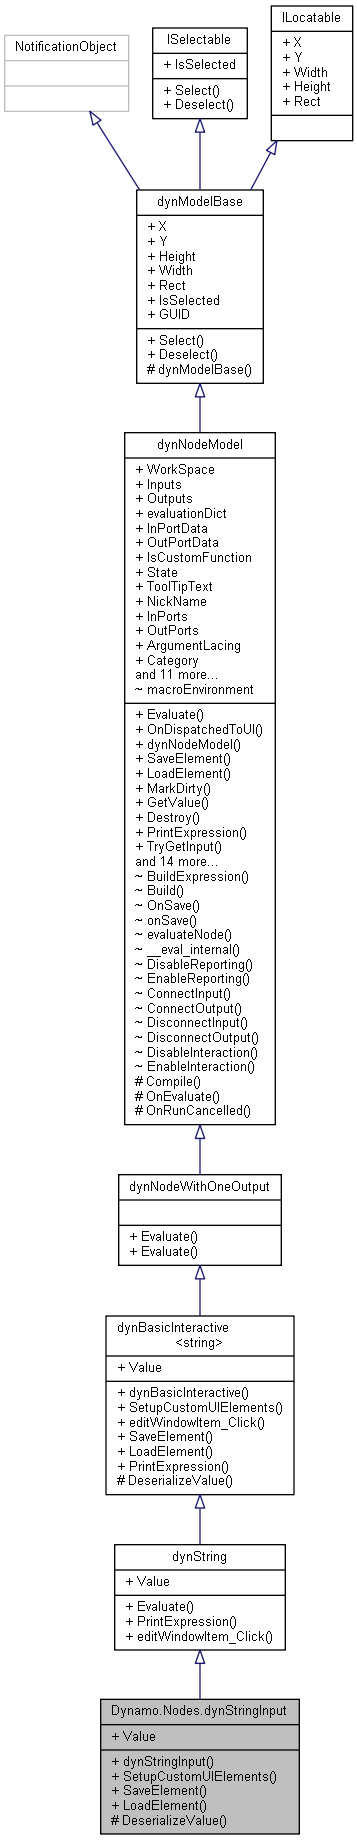 NotificationObject
ISelectable
+ IsSelected
+ Select()
+ Deselect()
ILocatable
+ X
+ Y
+ Width
+ Height
+ Rect
dynModelBase
+ X
+ Y
+ Height
+ Width
+ Rect
+ IsSelected
+ GUID
+ Select()
+ Deselect()
# dynModelBase()
dynNodeModel
+ WorkSpace
+ Inputs
+ Outputs
+ evaluationDict
+ InPortData
+ OutPortData
+ IsCustomFunction
+ State
+ ToolTipText
+ NickName
+ InPorts
+ OutPorts
+ ArgumentLacing
+ Category
and 11 more...
~ macroEnvironment
+ Evaluate()
+ OnDispatchedToUI()
+ dynNodeModel()
+ SaveElement()
+ LoadElement()
+ MarkDirty()
+ GetValue()
+ Destroy()
+ PrintExpression()
+ TryGetInput()
and 14 more...
~ BuildExpression()
~ Build()
~ OnSave()
~ onSave()
~ evaluateNode()
~ __eval_internal()
~ DisableReporting()
~ EnableReporting()
~ ConnectInput()
~ ConnectOutput()
~ DisconnectInput()
~ DisconnectOutput()
~ DisableInteraction()
~ EnableInteraction()
# Compile()
# OnEvaluate()
# OnRunCancelled()
dynNodeWithOneOutput
+ Evaluate()
+ Evaluate()
dynBasicInteractive
<string>
+ Value
+ dynBasicInteractive()
+ SetupCustomUIElements()
+ editWindowItem_Click()
+ SaveElement()
+ LoadElement()
+ PrintExpression()
# DeserializeValue()
dynString
+ Value
+ Evaluate()
+ PrintExpression()
+ editWindowItem_Click()
Dynamo.Nodes.dynStringInput
+ Value
+ dynStringInput()
+ SetupCustomUIElements()
+ SaveElement()
+ LoadElement()
# DeserializeValue()